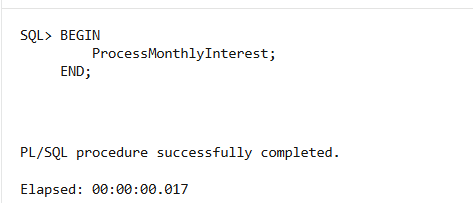 SQL> BEGIN
ProcessMonthlyInterest;
END;
PL/SQL procedure successfully completed.
Elapsed: 00:00:00.017